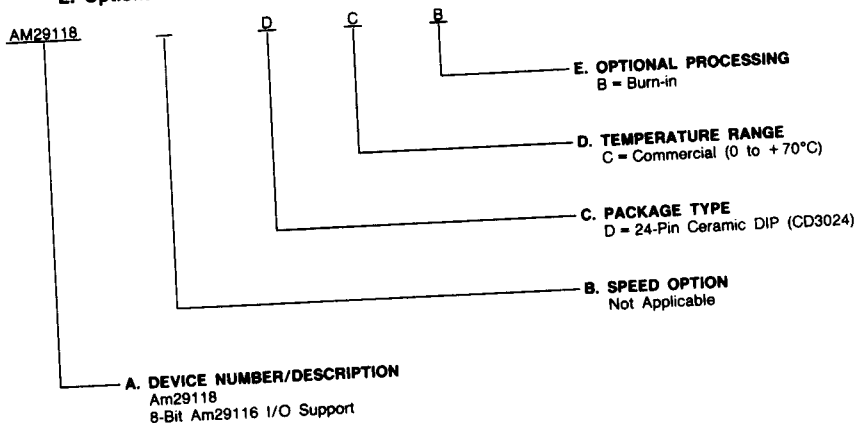 AM29118
–
D
C
B
E. OPTIONAL PROCESSING
B = Burn-in
D. TEMPERATURE RANGE
C = Commercial (0 to +70°C)
C. PACKAGE TYPE
D = 24-Pin Ceramic DIP (CD3024)
B. SPEED OPTION
Not Applicable
A. DEVICE NUMBER/DESCRIPTION
Am29118
8-Bit Am29116 I/O Support